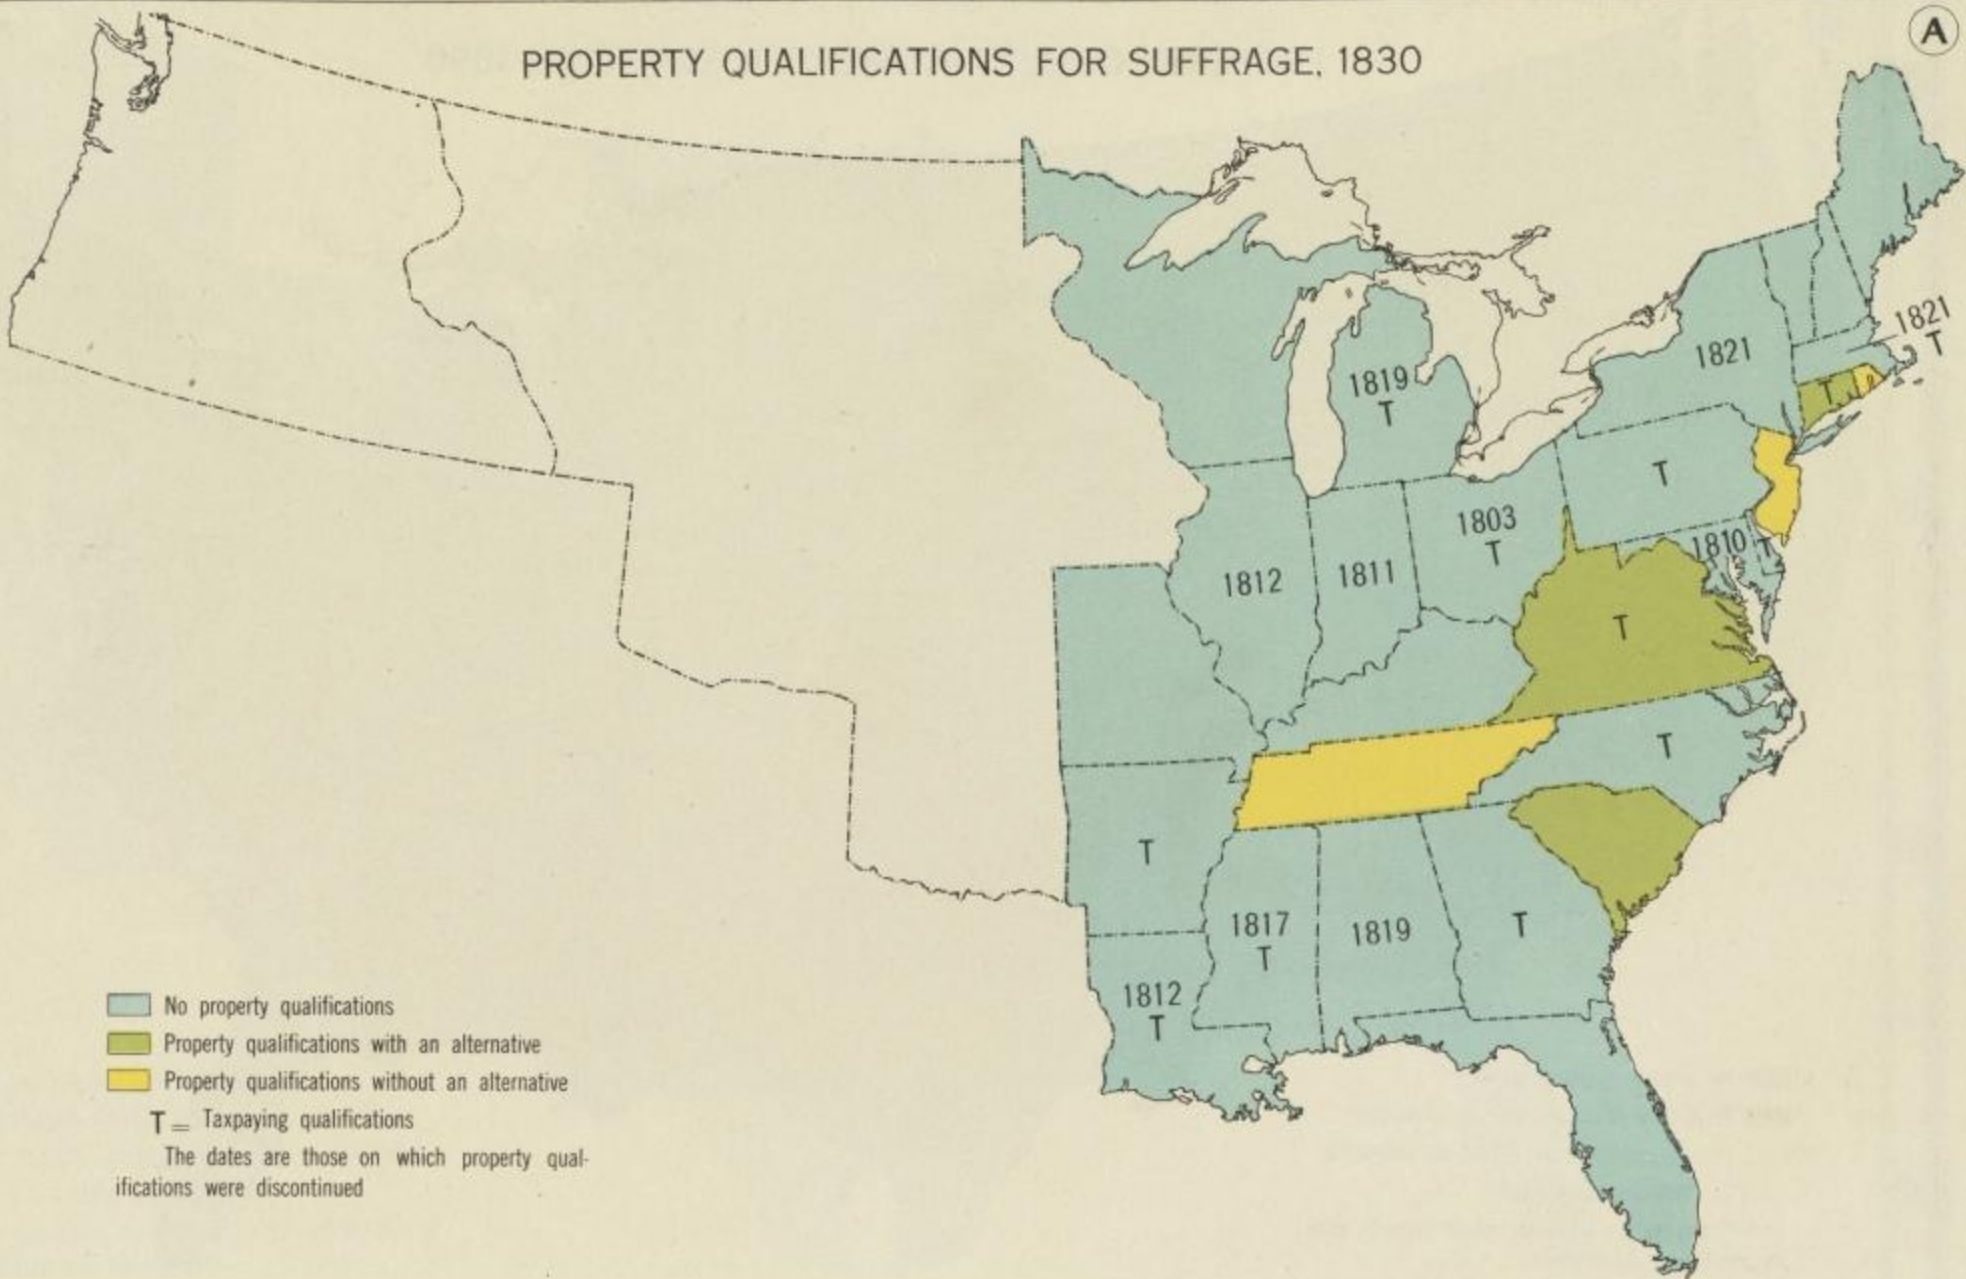 A
PROPERTY QUALIFICATIONS FOR SUFFRAGE, 1830
1821
T
1821
1819
T
T
T
1803
T
1810
T
1812
1811
T
T
T
1817
T
1819
T
1812
T
No property qualifications
Property qualifications with an alternative
Property qualifications without an alternative
T = Taxpaying qualifications
The dates are those on which property qual-
ifications were discontinued